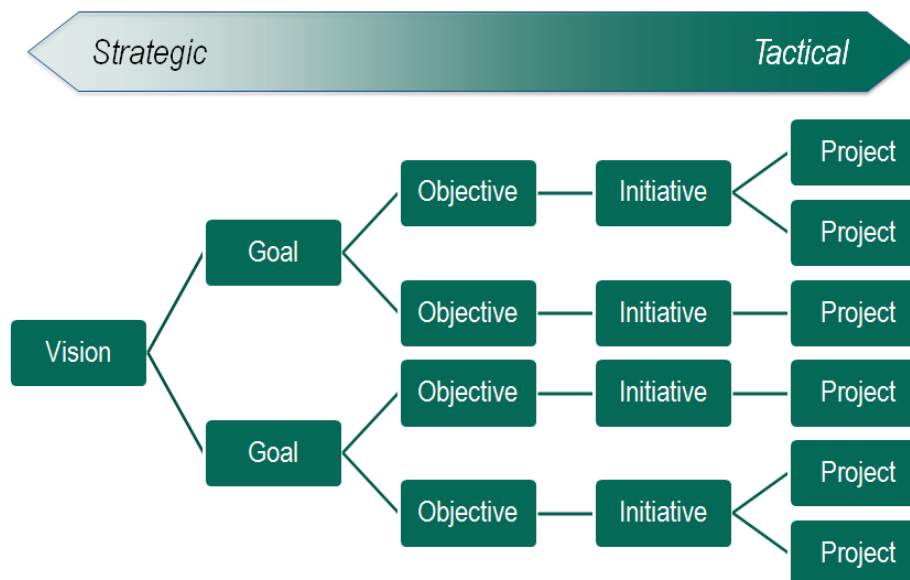 Strategic Tactical
Project
Objective Initiative
Project
Goal
Objective Initiative Project
Vision
Objective Initiative Project
Goal
Project
Objective Initiative
Project